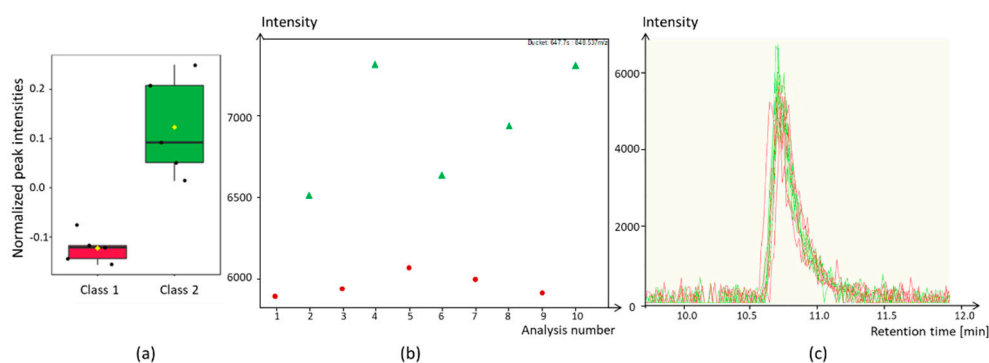 Normalized peak intensities
0.2
0.1
0.0
-0.1
Class 1 Class 2
(a)
Intensity
Bucket: 647.7s : 648.537m/z
7000
6500
6000
1 2 3 4 5 6 7 8 9 10
Analysis number
(b)
Intensity
6000
4000
2000
0
10.0 10.5 11.0 11.5 12.0
Retention time [min]
(c)